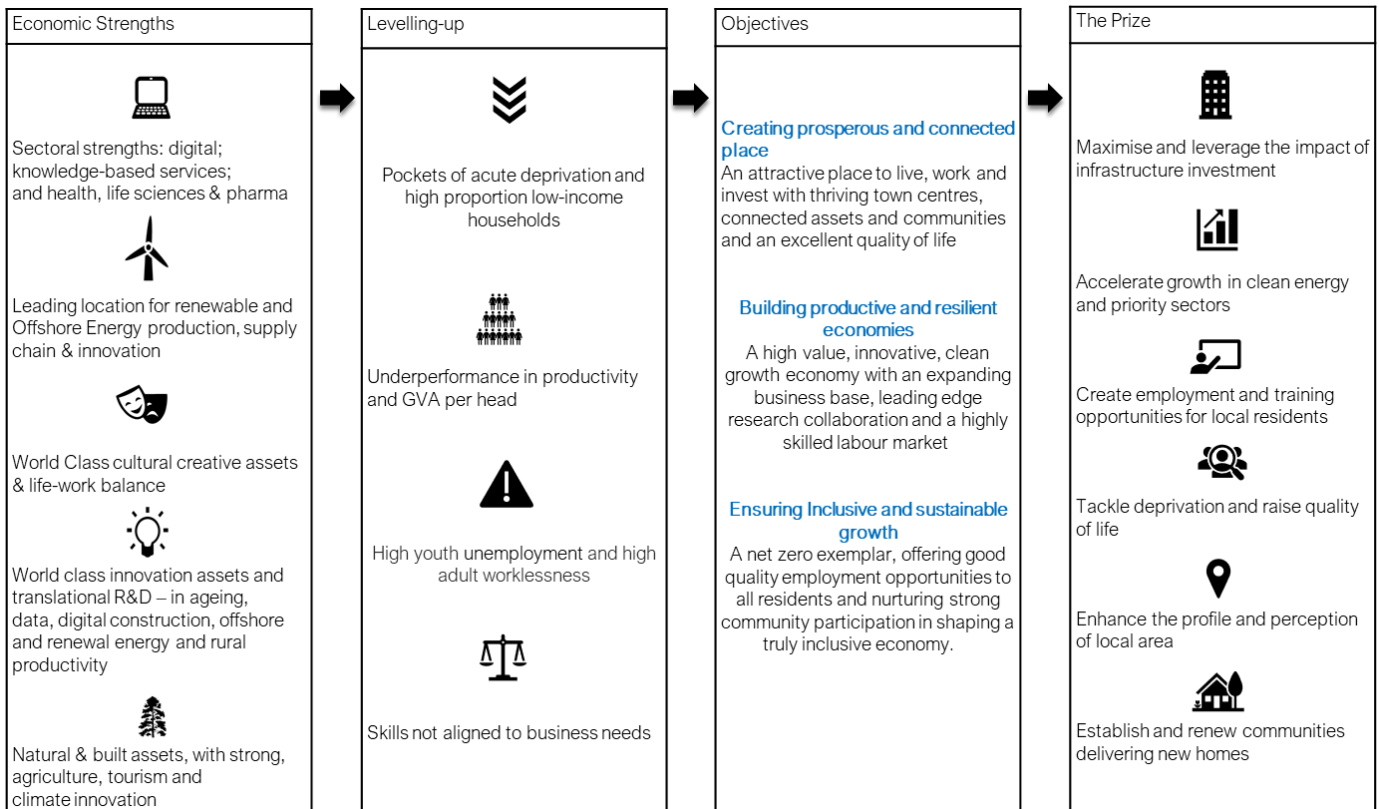 Economic Strengths
Sectoral strengths: digital;
knowledge-based services;
and health, life sciences & pharma
Leading location for renewable and
Offshore Energy production, supply
chain & innovation
World Class cultural creative assets
& life-work balance
World class innovation assets and
translational R&D – in ageing,
data, digital construction, offshore
and renewal energy and rural
productivity
Natural & built assets, with strong,
agriculture, tourism and
climate innovation
Levelling-up
Pockets of acute deprivation and
high proportion low-income
households
Underperformance in productivity
and GVA per head
High youth unemployment and high
adult worklessness
Skills not aligned to business needs
Objectives
Creating prosperous and connected
place
An attractive place to live, work and
invest with thriving town centres,
connected assets and communities
and an excellent quality of life
Building productive and resilient
economies
A high value, innovative, clean
growth economy with an expanding
business base, leading edge
research collaboration and a highly
skilled labour market
Ensuring Inclusive and sustainable
growth
A net zero exemplar, offering good
quality employment opportunities to
all residents and nurturing strong
community participation in shaping a
truly inclusive economy.
The Prize
Maximise and leverage the impact of
infrastructure investment
Accelerate growth in clean energy
and priority sectors
Create employment and training
opportunities for local residents
Tackle deprivation and raise quality
of life
Enhance the profile and perception
of local area
Establish and renew communities
delivering new homes